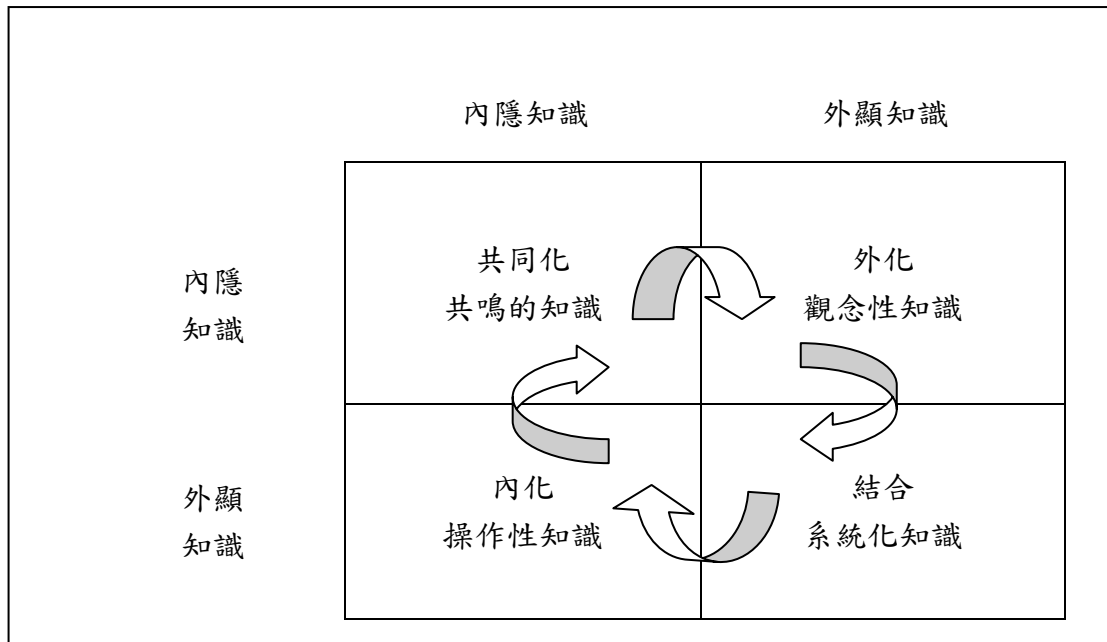 內隱知識
外顯知識
內隱
知識
共同化
共鳴的知識
外化
觀念性知識
外顯
知識
內化
操作性知識
結合
系統化知識